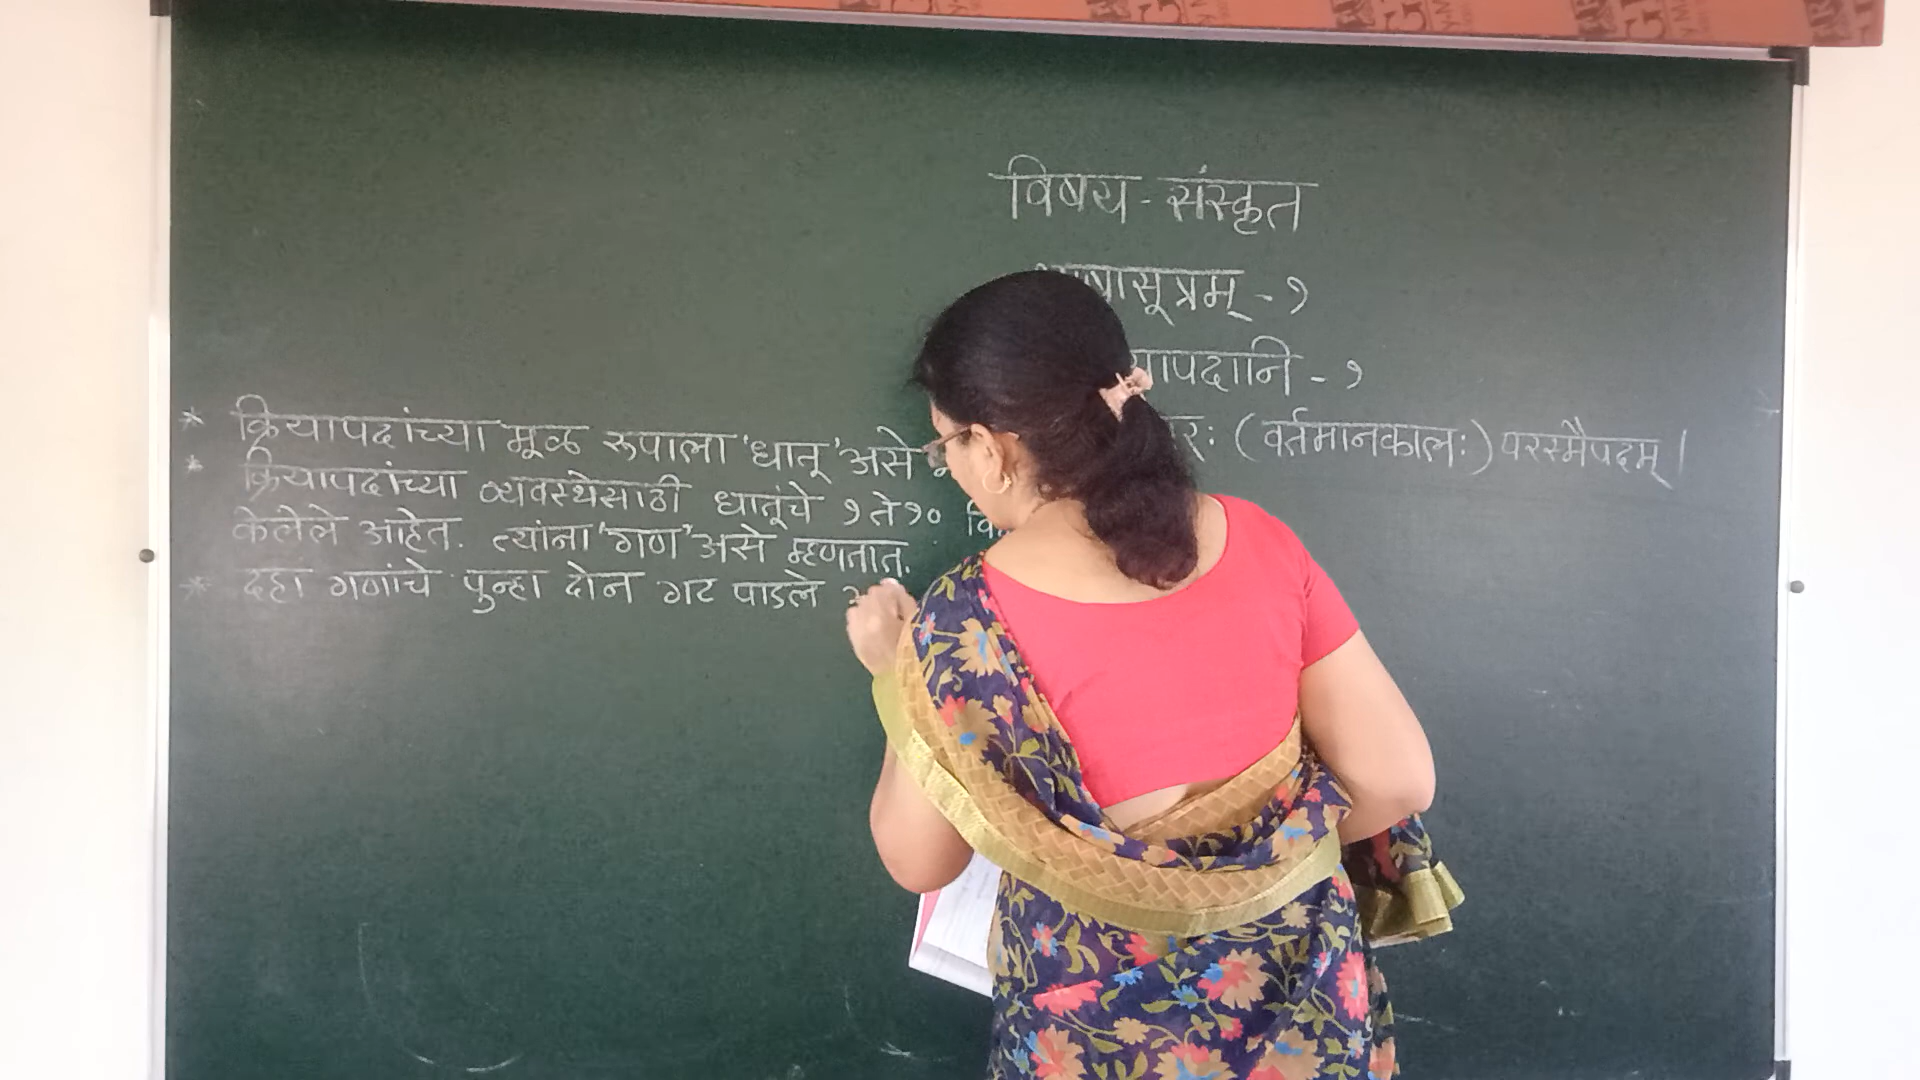 विषय - संस्कृत
भाषासूत्रम् - १
यापदानि - १
(वर्तमानकालः) परस्मैपदम् ।
* क्रियापदांच्या मूळ रूपाला 'धातू' असे
* क्रियापदांच्या व्यवस्थेसाठी धातूंचे १ ते १०
केलेले आहेत. त्यांना 'गण' असे म्हणतात.
* दहा गणांचे पुन्हा दोन गट पाडले